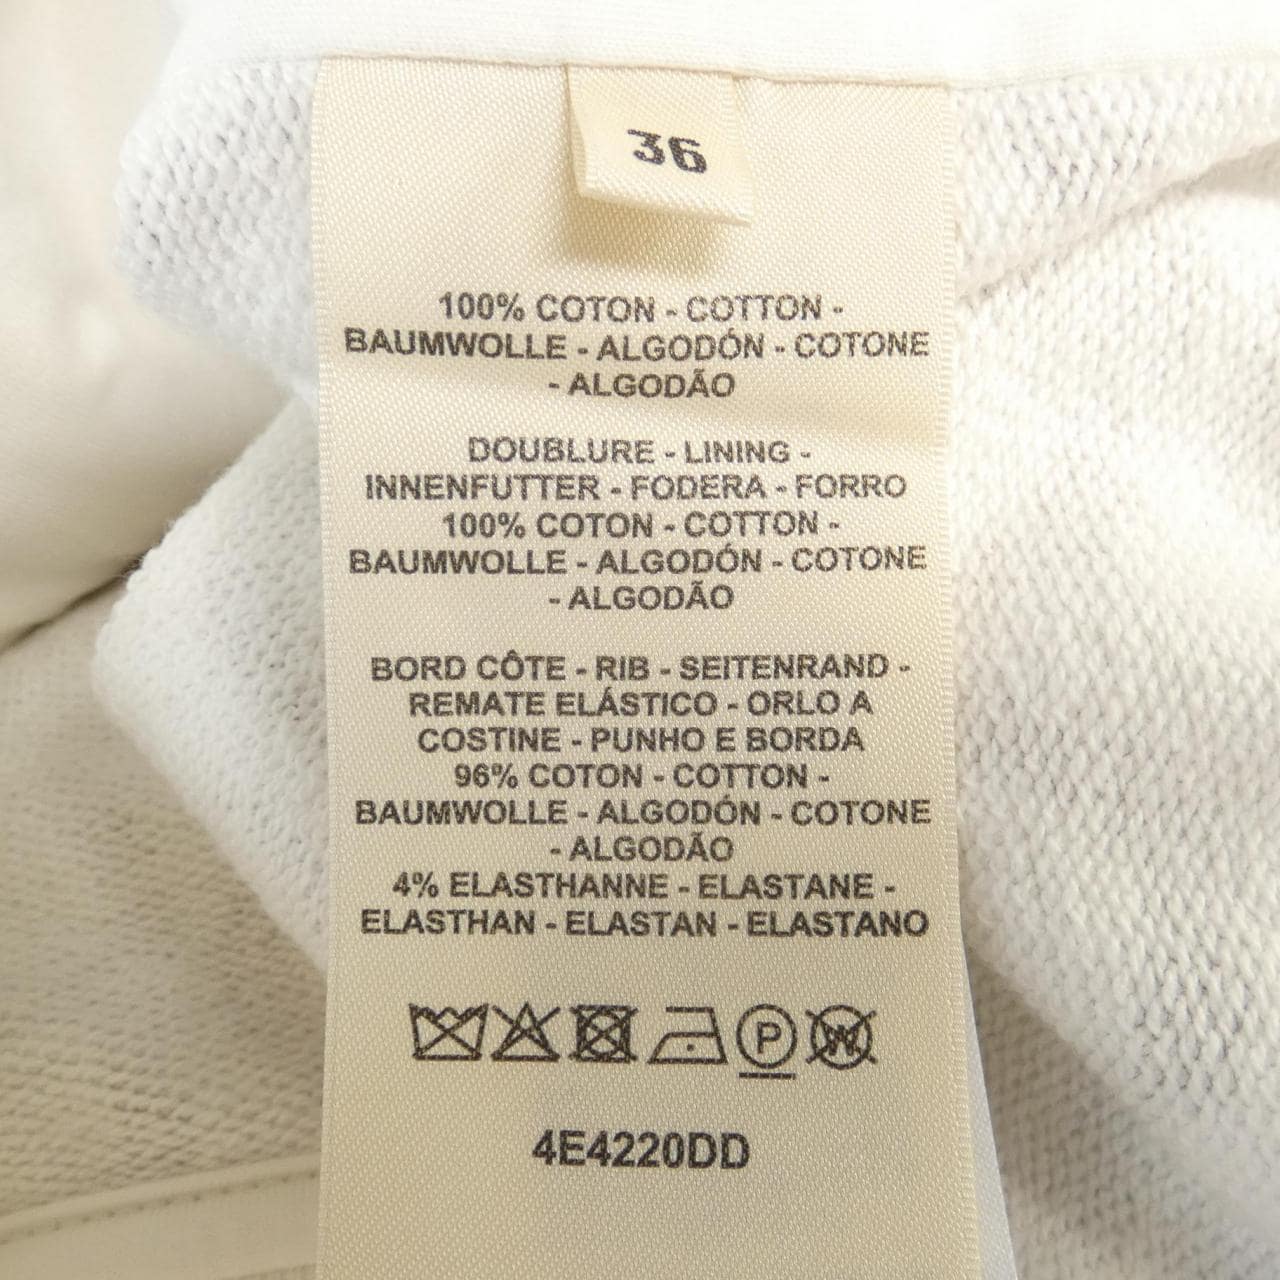 36
100% COTON - COTTON -
BAUMWOLLE - ALGODÓN - COTONE
- ALGODÃO
DOUBLURE - LINING -
INNENFUTTER - FODERA - FORRO
100% COTON - COTTON -
BAUMWOLLE - ALGODÓN - COTONE
- ALGODÃO
BORD CÔTE - RIB - SEITENRAND -
REMATE ELÁSTICO - ORLO A
COSTINE - PUNHO E BORDA
96% COTON - COTTON -
BAUMWOLLE - ALGODÓN - COTONE
- ALGODÃO
4% ELASTHANNE - ELASTANE -
ELASTHAN - ELASTAN - ELASTANO
P W
4E4220DD